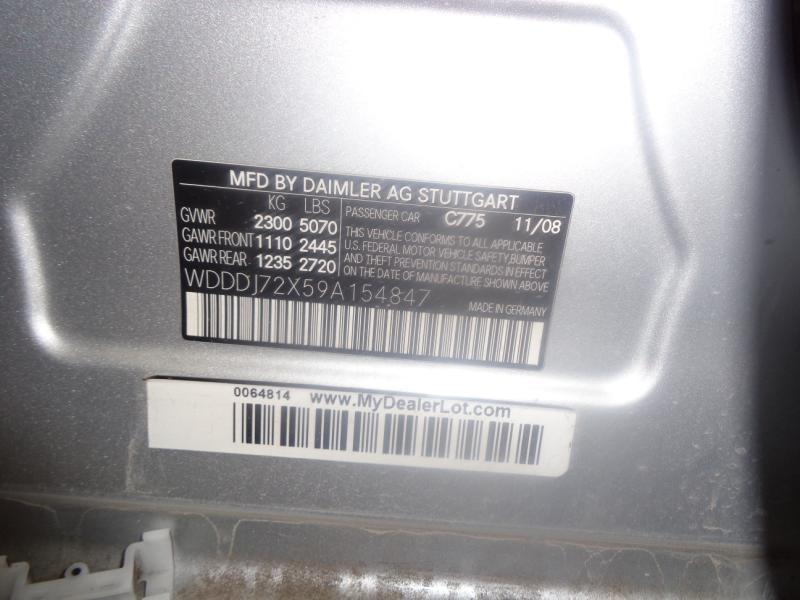 MFD BY DAIMLER AG STUTTGART
KG LBS
GVWR 2300 5070
GAWR FRONT 1110 2445
GAWR REAR 1235 2720
PASSENGER CAR C775 11/08
THIS VEHICLE CONFORMS TO ALL APPLICABLE
U.S. FEDERAL MOTOR VEHICLE SAFETY, BUMPER,
AND THEFT PREVENTION STANDARDS IN EFFECT
ON THE DATE OF MANUFACTURE SHOWN ABOVE
WDDDJ72X59A154847
MADE IN GERMANY
0064814 www.MyDealerLot.com